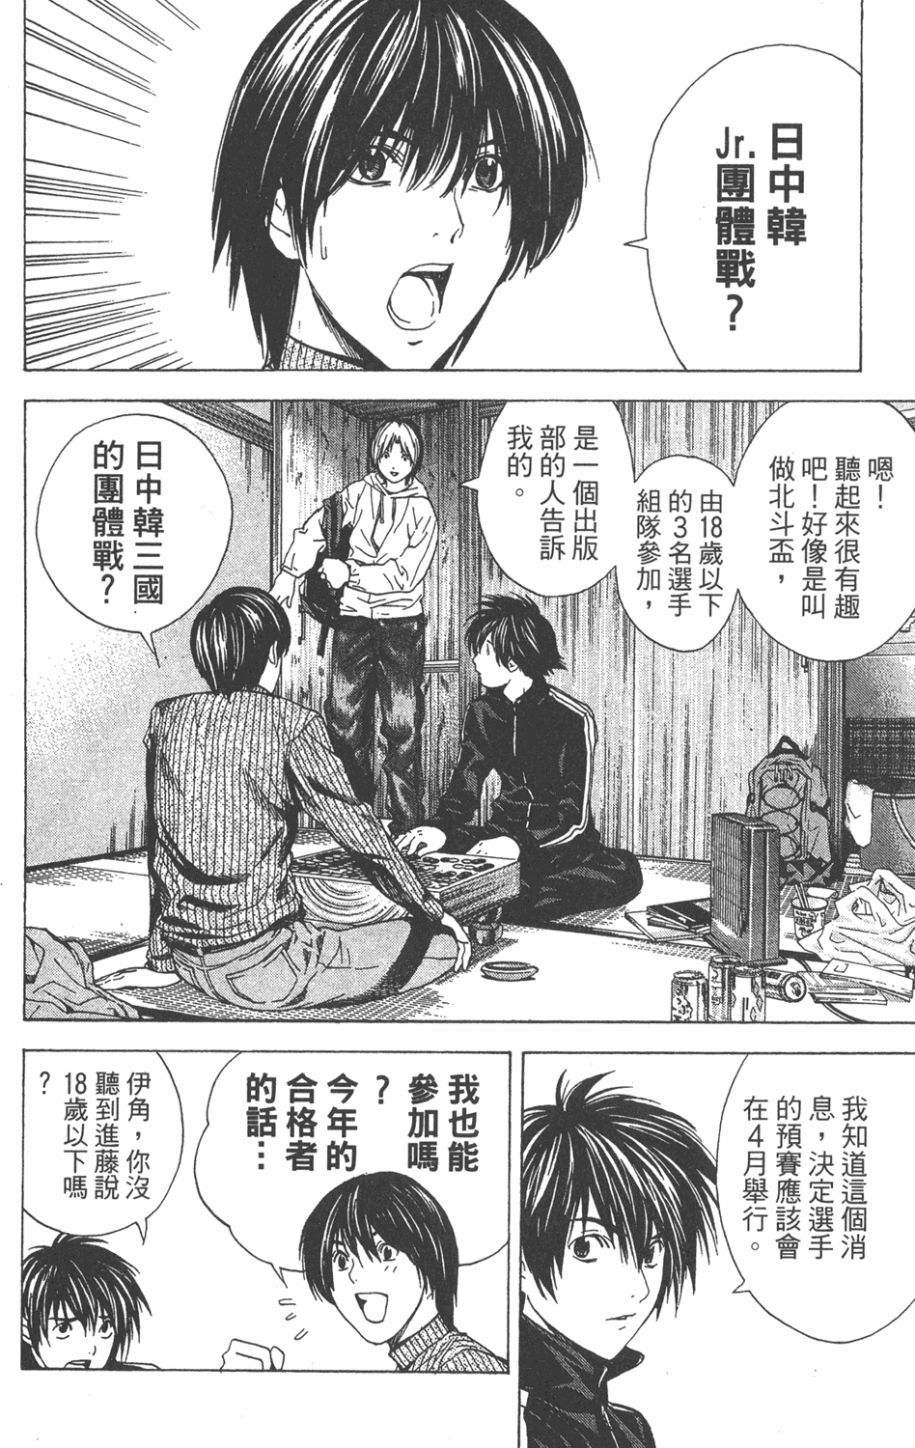 日中韓
Jr.團體戰？
嗯！
聽起來很有趣
吧！好像是叫
做北斗盃，
由18歲以下
的3名選手
組隊參加，
是一個出版
部的人告訴
我的。
日中韓三國
的團體戰？
我知道這個消
息，決定選手
的預賽應該會
在4月舉行。
我也能
參加嗎
？
今年的
合格者
的話…
伊角，你沒
聽到進藤說
18歲以下嗎
？